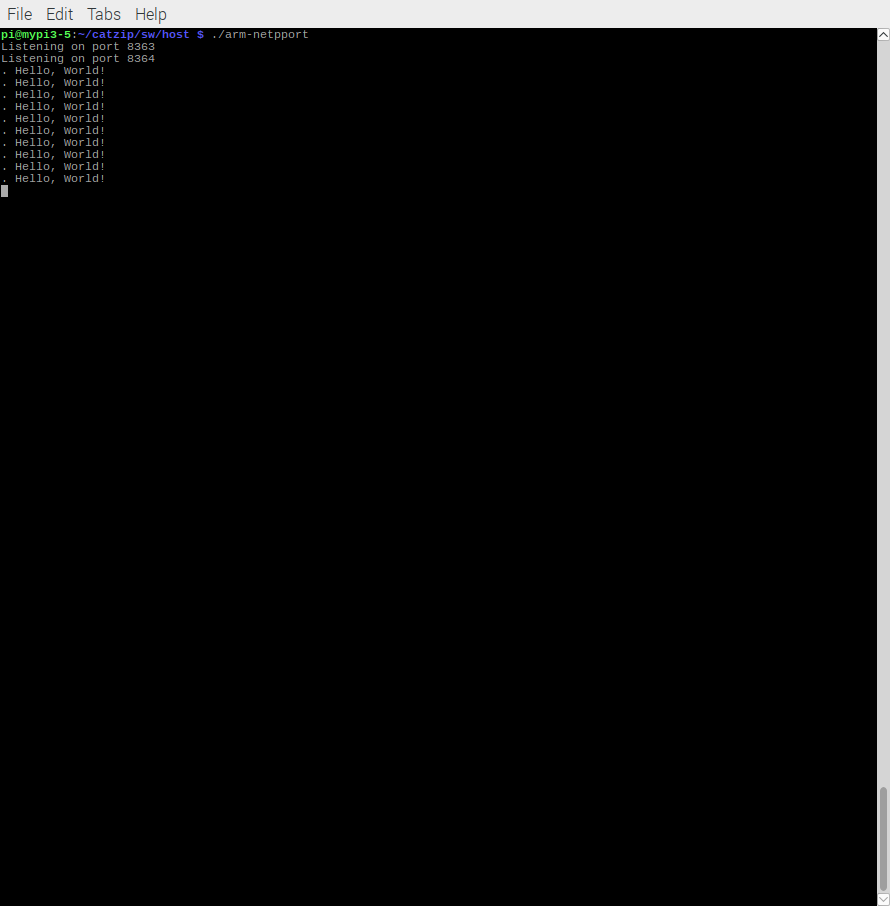 File Edit Tabs Help
pi@mypi3-5:~/catzip/sw/host $ ./arm-netpport
Listening on port 8363
Listening on port 8364
. Hello, World!
. Hello, World!
. Hello, World!
. Hello, World!
. Hello, World!
. Hello, World!
. Hello, World!
. Hello, World!
. Hello, World!
. Hello, World!